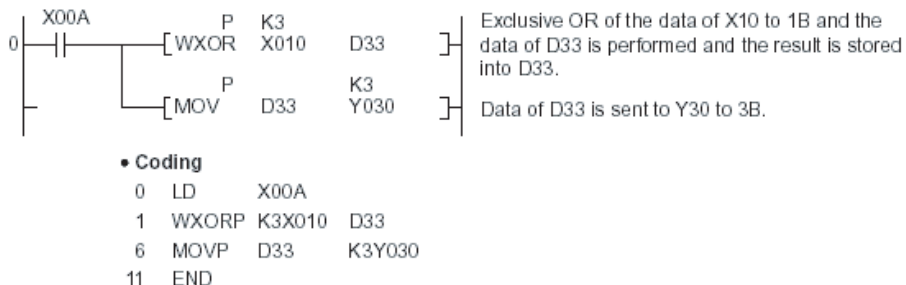 X00A
P K3
0 WXOR X010 D33
Exclusive OR of the data of X10 to 1B and the
data of D33 is performed and the result is stored
into D33.
P K3
MOV D33 Y030
Data of D33 is sent to Y30 to 3B.
• Coding
0 LD X00A
1 WXORP K3X010 D33
6 MOVP D33 K3Y030
11 END